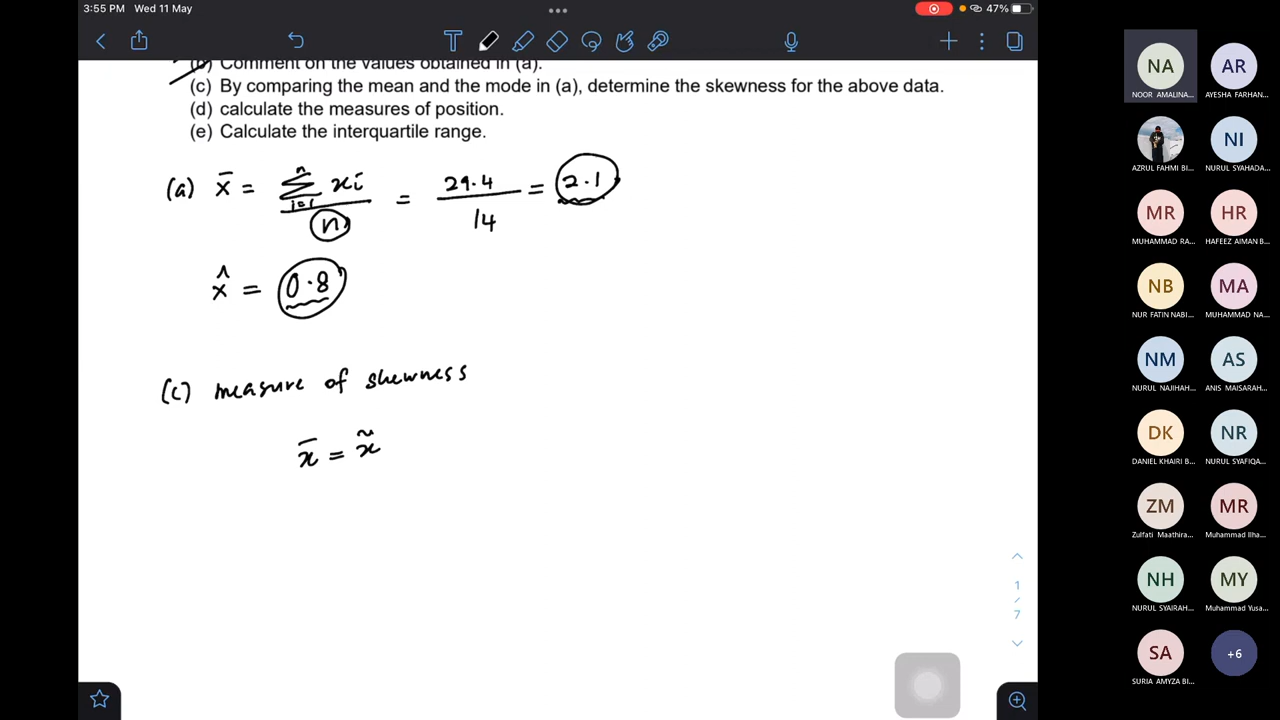 3:55 PM Wed 11 May
47%
(b) Comment on the values obtained in (a).
(c) By comparing the mean and the mode in (a), determine the skewness for the above data.
(d) calculate the measures of position.
(e) Calculate the interquartile range.
(a) x̄ = Σ_{i=1}^{n} xi / n = 29.4 / 14 = 2.1
x̂ = 0.8
(c) measure of skewness
x̄ = x̃
1
/
7
NA
NOOR AMALINA...
AR
AYESHA FARHAN...
AZRUL FAHMI BI...
NI
NURUL SYAHADA...
MR
MUHAMMAD RA...
HR
HAFEEZ AIMAN B...
NB
NUR FATIN NABI...
MA
MUHAMMAD NA...
NM
NURUL NAJIHAH...
AS
ANIS MAISARAH...
DK
DANIEL KHAIRI B...
NR
NURUL SYAFIQA...
ZM
Zulfati Maathira...
MR
Muhammad Ilha...
NH
NURUL SYAIRAH...
MY
Muhammad Yusa...
SA
SURIA AMYZA BI...
+6